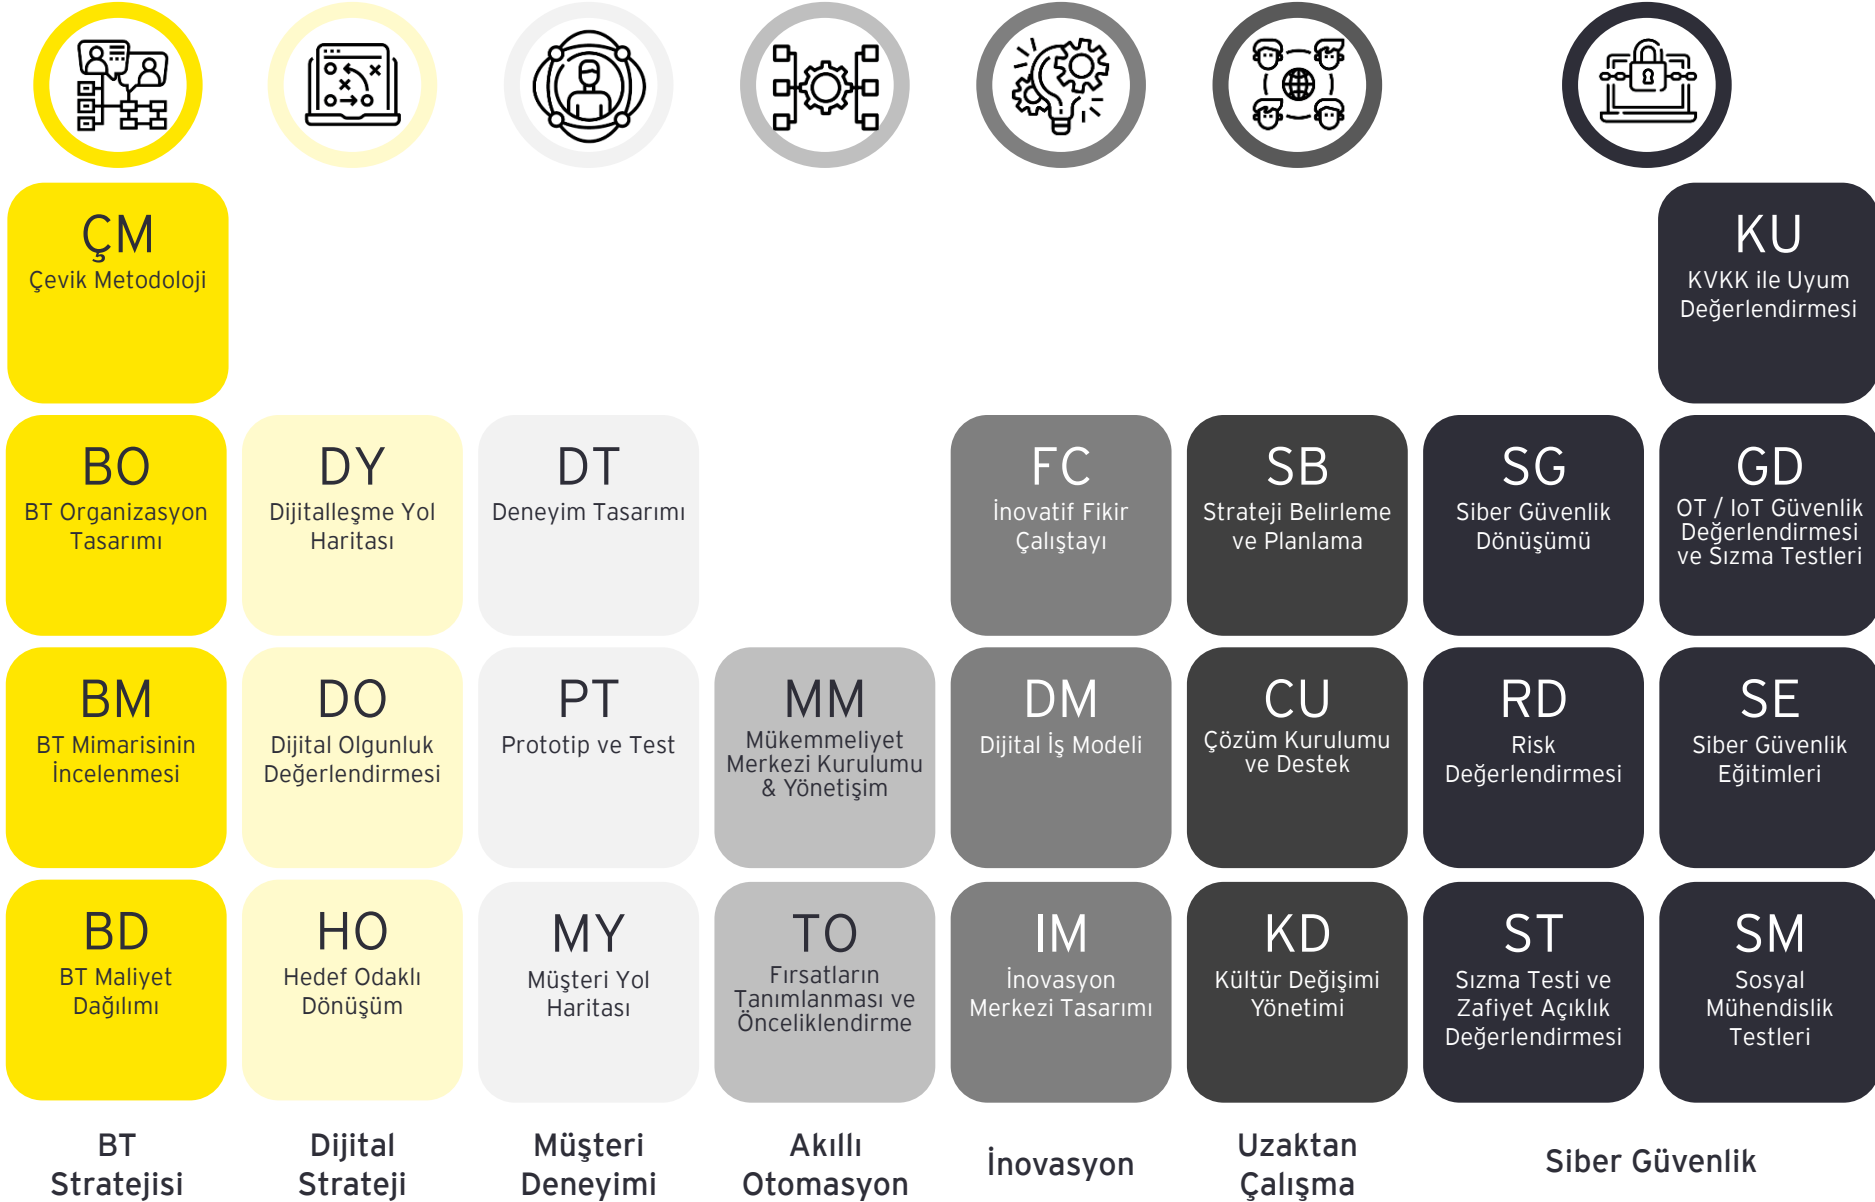 ÇM
Çevik Metodoloji
KU
KVKK ile Uyum
Değerlendirmesi
BO
BT Organizasyon
Tasarımı
DY
Dijitalleşme Yol
Haritası
DT
Deneyim Tasarımı
FC
İnovatif Fikir
Çalıştayı
SB
Strateji Belirleme
ve Planlama
SG
Siber Güvenlik
Dönüşümü
GD
OT / IoT Güvenlik
Değerlendirmesi
ve Sızma Testleri
BM
BT Mimarisinin
İncelenmesi
DO
Dijital Olgunluk
Değerlendirmesi
PT
Prototip ve Test
MM
Mükemmeliyet
Merkezi Kurulumu
& Yönetişim
DM
Dijital İş Modeli
CU
Çözüm Kurulumu
ve Destek
RD
Risk
Değerlendirmesi
SE
Siber Güvenlik
Eğitimleri
BD
BT Maliyet
Dağılımı
HO
Hedef Odaklı
Dönüşüm
MY
Müşteri Yol
Haritası
TO
Fırsatların
Tanımlanması ve
Önceliklendirme
IM
İnovasyon
Merkezi Tasarımı
KD
Kültür Değişimi
Yönetimi
ST
Sızma Testi ve
Zafiyet Açıklık
Değerlendirmesi
SM
Sosyal
Mühendislik
Testleri
BT
Stratejisi
Dijital
Strateji
Müşteri
Deneyimi
Akıllı
Otomasyon
İnovasyon
Uzaktan
Çalışma
Siber Güvenlik